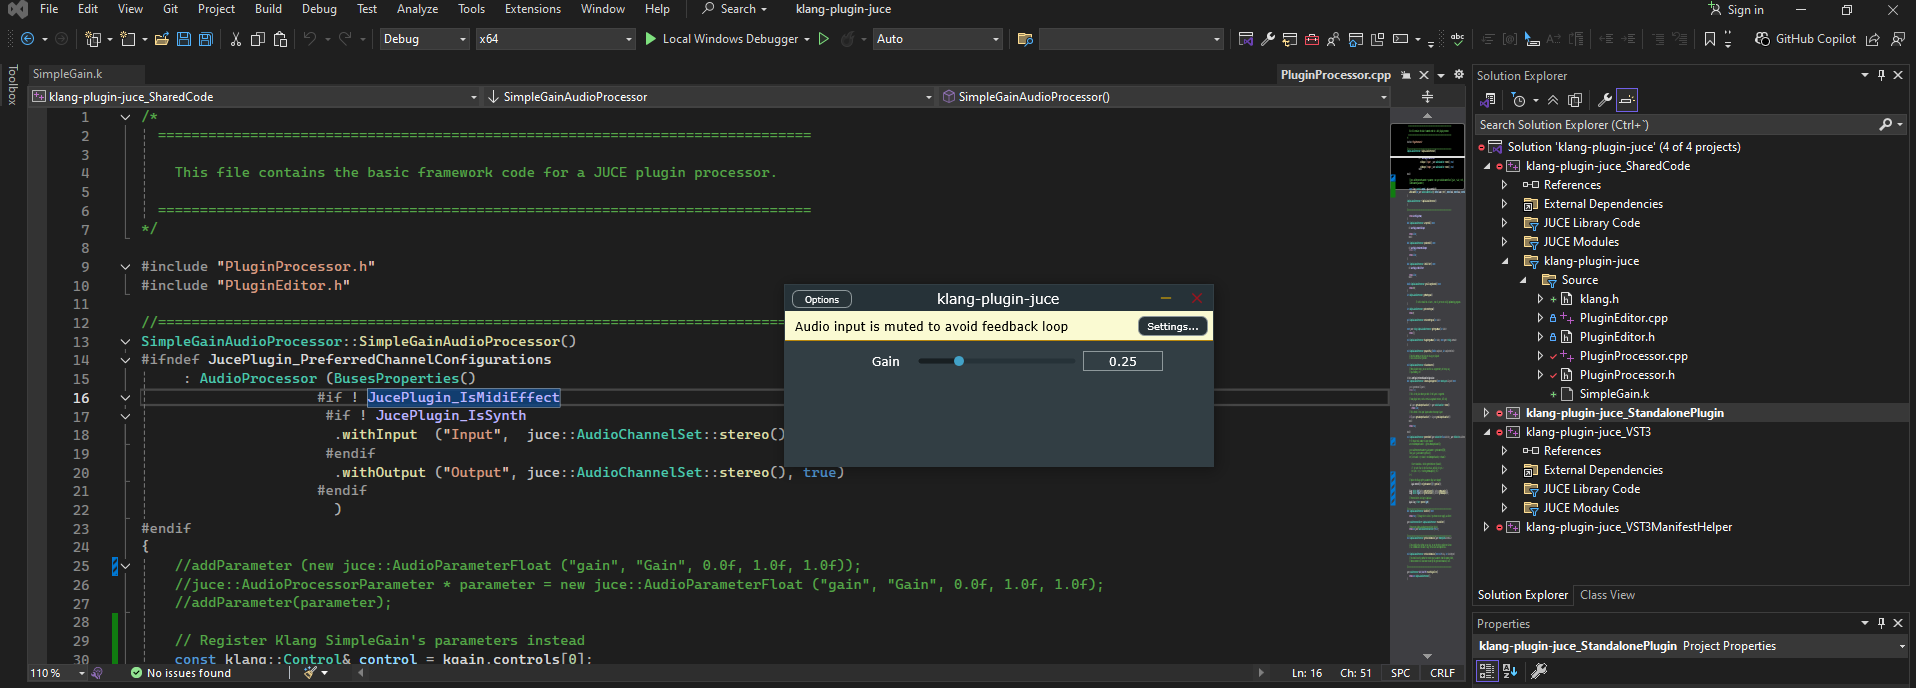 File Edit View Git Project Build Debug Test Analyze Tools Extensions Window Help Search klang-plugin-juce Sign in
Debug x64 Local Windows Debugger Auto GitHub Copilot
Toolbox
SimpleGain.k PluginProcessor.cpp
klang-plugin-juce_SharedCode SimpleGainAudioProcessor SimpleGainAudioProcessor()
1 /*
2 ==============================================================================
3
4 This file contains the basic framework code for a JUCE plugin processor.
5
6 ==============================================================================
7 */
8
9 #include "PluginProcessor.h"
10 #include "PluginEditor.h"
11
12 //==============================================================================
13 SimpleGainAudioProcessor::SimpleGainAudioProcessor()
14 #ifndef JucePlugin_PreferredChannelConfigurations
15 : AudioProcessor (BusesProperties()
16 #if ! JucePlugin_IsMidiEffect
17 #if ! JucePlugin_IsSynth
18 .withInput ("Input", juce::AudioChannelSet::stereo()
19 #endif
20 .withOutput ("Output", juce::AudioChannelSet::stereo(), true)
21 #endif
22 )
23 #endif
24 {
25 //addParameter (new juce::AudioParameterFloat ("gain", "Gain", 0.0f, 1.0f, 1.0f));
26 //juce::AudioProcessorParameter * parameter = new juce::AudioParameterFloat ("gain", "Gain", 0.0f, 1.0f, 1.0f);
27 //addParameter(parameter);
28
29 // Register Klang SimpleGain's parameters instead
30 const klang::Control& control = kgain.controls[0];
110 % No issues found Ln: 16 Ch: 51 SPC CRLF
Options klang-plugin-juce
Audio input is muted to avoid feedback loop Settings...
Gain 0.25
Solution Explorer
Search Solution Explorer (Ctrl+`)
Solution 'klang-plugin-juce' (4 of 4 projects)
klang-plugin-juce_SharedCode
References
External Dependencies
JUCE Library Code
JUCE Modules
klang-plugin-juce
Source
klang.h
PluginEditor.cpp
PluginEditor.h
PluginProcessor.cpp
PluginProcessor.h
SimpleGain.k
klang-plugin-juce_StandalonePlugin
klang-plugin-juce_VST3
References
External Dependencies
JUCE Library Code
JUCE Modules
klang-plugin-juce_VST3ManifestHelper
Solution Explorer Class View
Properties
klang-plugin-juce_StandalonePlugin Project Properties